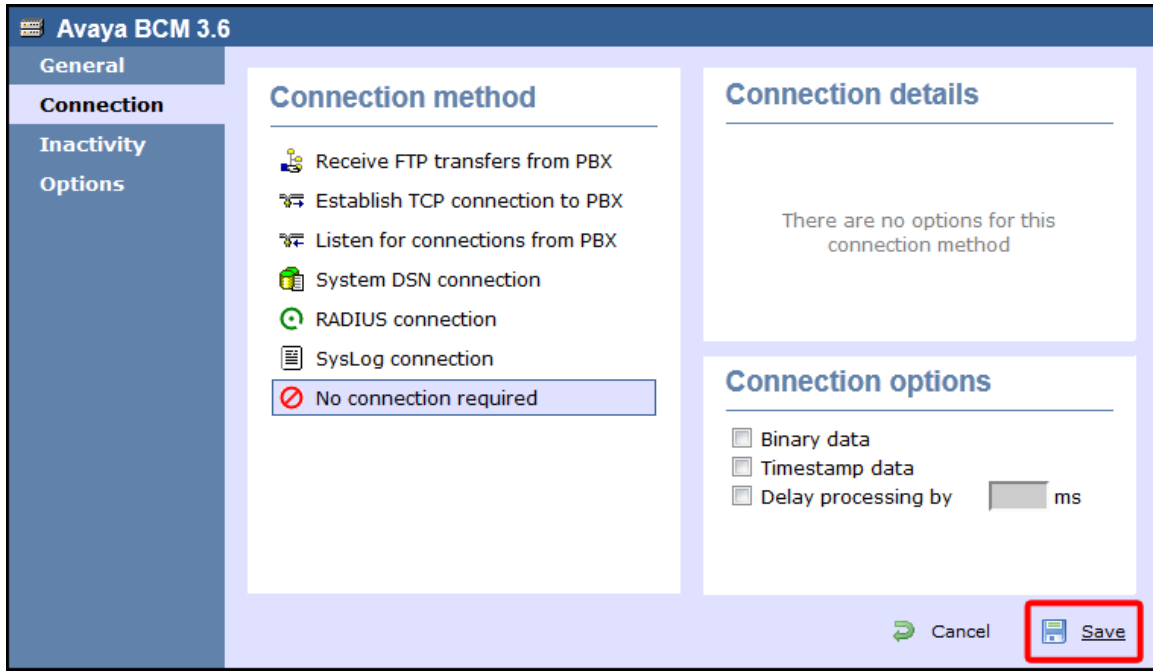 Avaya BCM 3.6
General
Connection
Inactivity
Options
Connection method
Receive FTP transfers from PBX
Establish TCP connection to PBX
Listen for connections from PBX
System DSN connection
RADIUS connection
SysLog connection
No connection required
Connection details
There are no options for this
connection method
Connection options
Binary data
Timestamp data
Delay processing by ms
Cancel Save